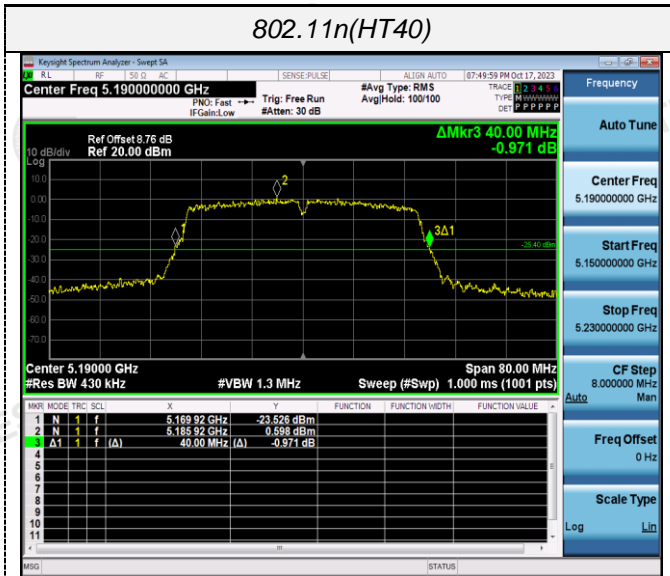 802.11n(HT40)
Keysight Spectrum Analyzer - Swept SA
RL RF 50 Ω AC SENSE:PULSE ALIGN AUTO 07:49:59 PM Oct 17, 2023
Center Freq 5.190000000 GHz
PNO: Fast
IFGain:Low
Trig: Free Run
#Atten: 30 dB
#Avg Type: RMS
Avg|Hold: 100/100
TRACE 1 2 3 4 5 6
TYPE M W W W W W
DET P P P P P P
Ref Offset 8.76 dB
Ref 20.00 dBm
10 dB/div
Log
ΔMkr3 40.00 MHz
-0.971 dB
10.0
0.00
-10.0
-20.0
-30.0
-40.0
-50.0
-60.0
-70.0
2
1
3Δ1
-25.40 dBm
Center 5.19000 GHz Span 80.00 MHz
#Res BW 430 kHz #VBW 1.3 MHz Sweep (#Swp) 1.000 ms (1001 pts)
MKR MODE TRC SCL X Y FUNCTION FUNCTION WIDTH FUNCTION VALUE
1 N 1 f 5.169 92 GHz -23.526 dBm
2 N 1 f 5.185 92 GHz 0.598 dBm
3 Δ1 1 f (Δ) 40.00 MHz (Δ) -0.971 dB
4
5
6
7
8
9
10
11
MSG STATUS
Frequency
Auto Tune
Center Freq
5.190000000 GHz
Start Freq
5.150000000 GHz
Stop Freq
5.230000000 GHz
CF Step
8.000000 MHz
Auto Man
Freq Offset
0 Hz
Scale Type
Log Lin